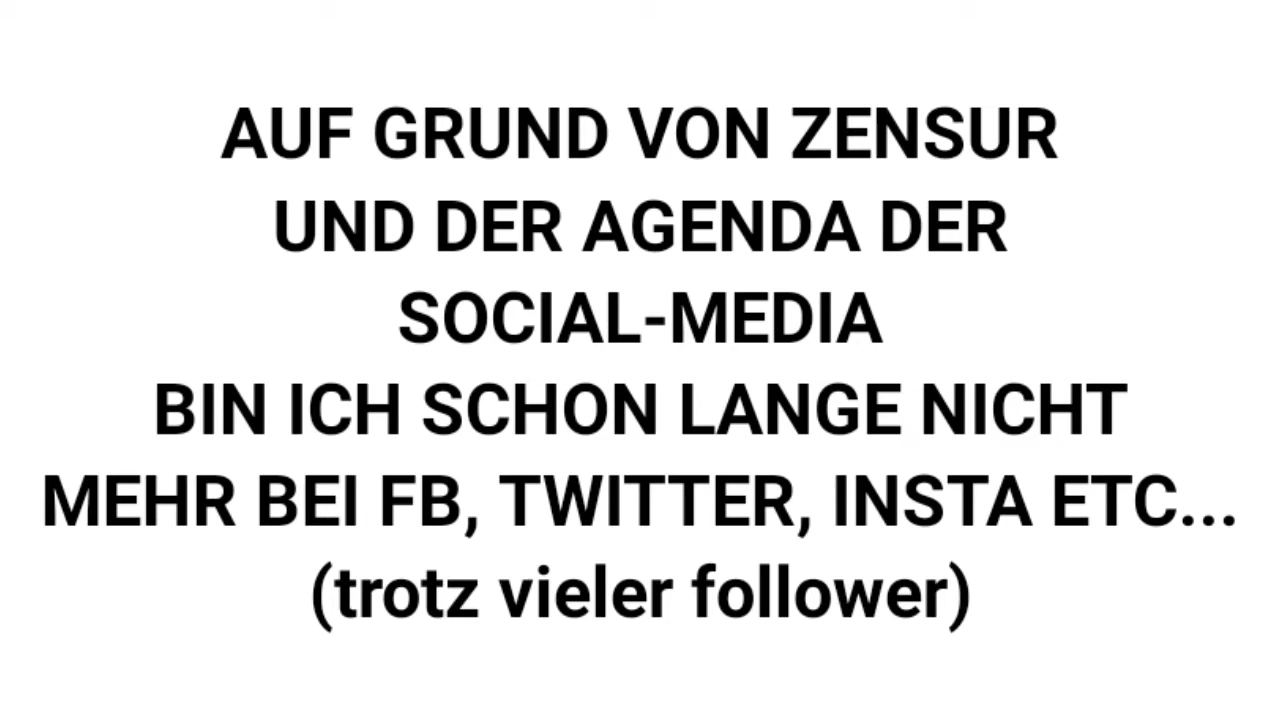 AUF GRUND VON ZENSUR
UND DER AGENDA DER
SOCIAL-MEDIA
BIN ICH SCHON LANGE NICHT
MEHR BEI FB, TWITTER, INSTA ETC...
(trotz vieler follower)